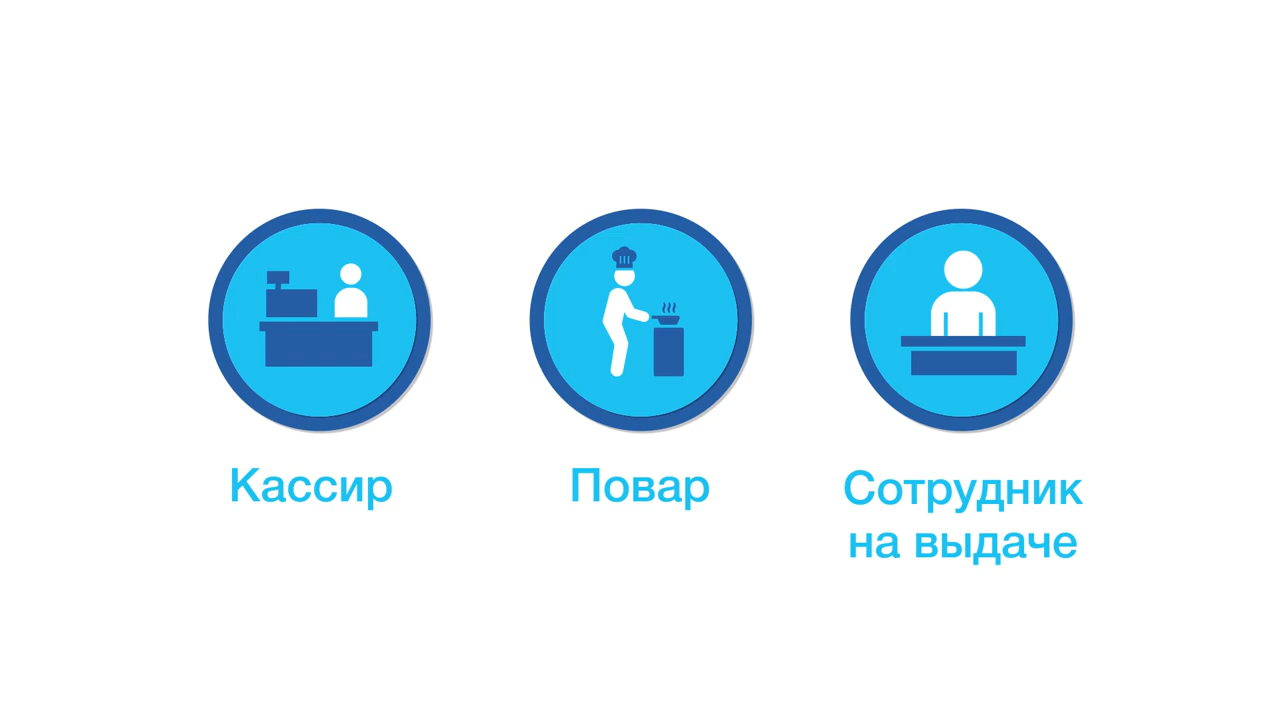 Кассир
Повар
Сотрудник
на выдаче